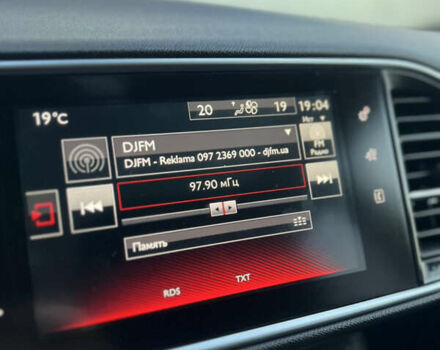 19°C
20 19 19:04
DJFM
DJFM - Reklama 097 2369 000 - djfm.ua
FM
Радио
97.90 мГц
Память
RDS TXT